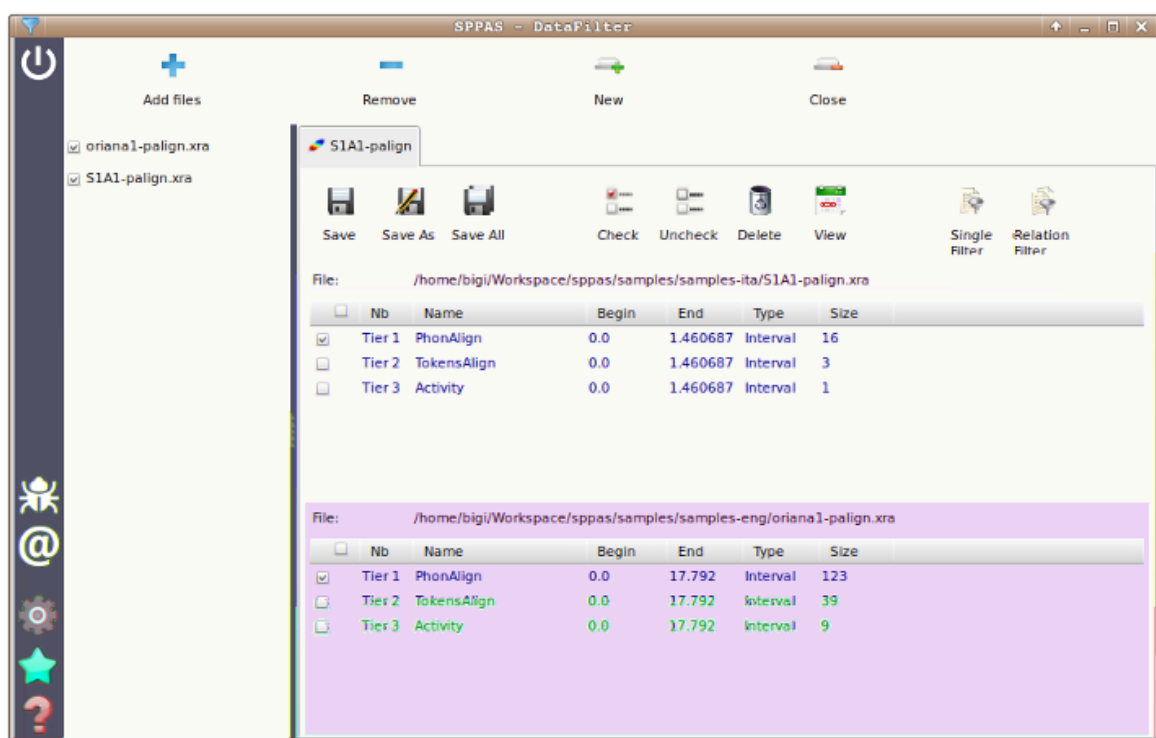 SPPAS - DataFilter
Add files Remove New Close
oriana1-palign.xra
S1A1-palign.xra
S1A1-palign
Save Save As Save All Check Uncheck Delete View Single Filter Relation Filter
File: /home/bigi/Workspace/sppas/samples/samples-ita/S1A1-palign.xra
Nb Name Begin End Type Size
Tier 1 PhonAlign 0.0 1.460687 Interval 16
Tier 2 TokensAlign 0.0 1.460687 Interval 3
Tier 3 Activity 0.0 1.460687 Interval 1
File: /home/bigi/Workspace/sppas/samples/samples-eng/oriana1-palign.xra
Nb Name Begin End Type Size
Tier 1 PhonAlign 0.0 17.792 Interval 123
Tier 2 TokensAlign 0.0 17.792 Interval 39
Tier 3 Activity 0.0 17.792 Interval 9